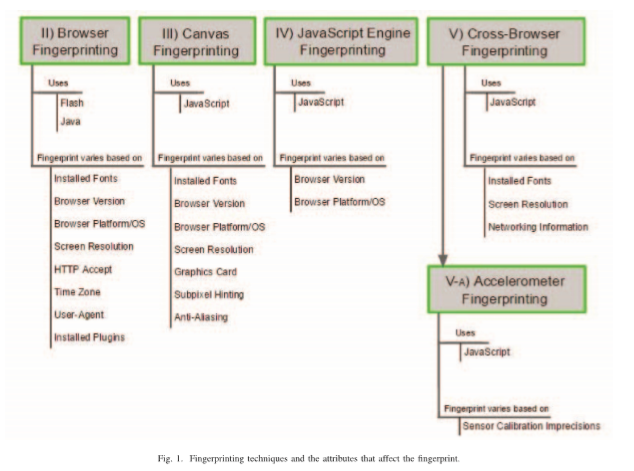 II) Browser
Fingerprinting
Uses
Flash
Java
Fingerprint varies based on
Installed Fonts
Browser Version
Browser Platform/OS
Screen Resolution
HTTP Accept
Time Zone
User-Agent
Installed Plugins
III) Canvas
Fingerprinting
Uses
JavaScript
Fingerprint varies based on
Installed Fonts
Browser Version
Browser Platform/OS
Screen Resolution
Graphics Card
Subpixel Hinting
Anti-Aliasing
IV) JavaScript Engine
Fingerprinting
Uses
JavaScript
Fingerprint varies based on
Browser Version
Browser Platform/OS
V) Cross-Browser
Fingerprinting
Uses
JavaScript
Fingerprint varies based on
Installed Fonts
Screen Resolution
Networking Information
V-A) Accelerometer
Fingerprinting
Uses
JavaScript
Fingerprint varies based on
Sensor Calibration Imprecisions
Fig. 1. Fingerprinting techniques and the attributes that affect the fingerprint.